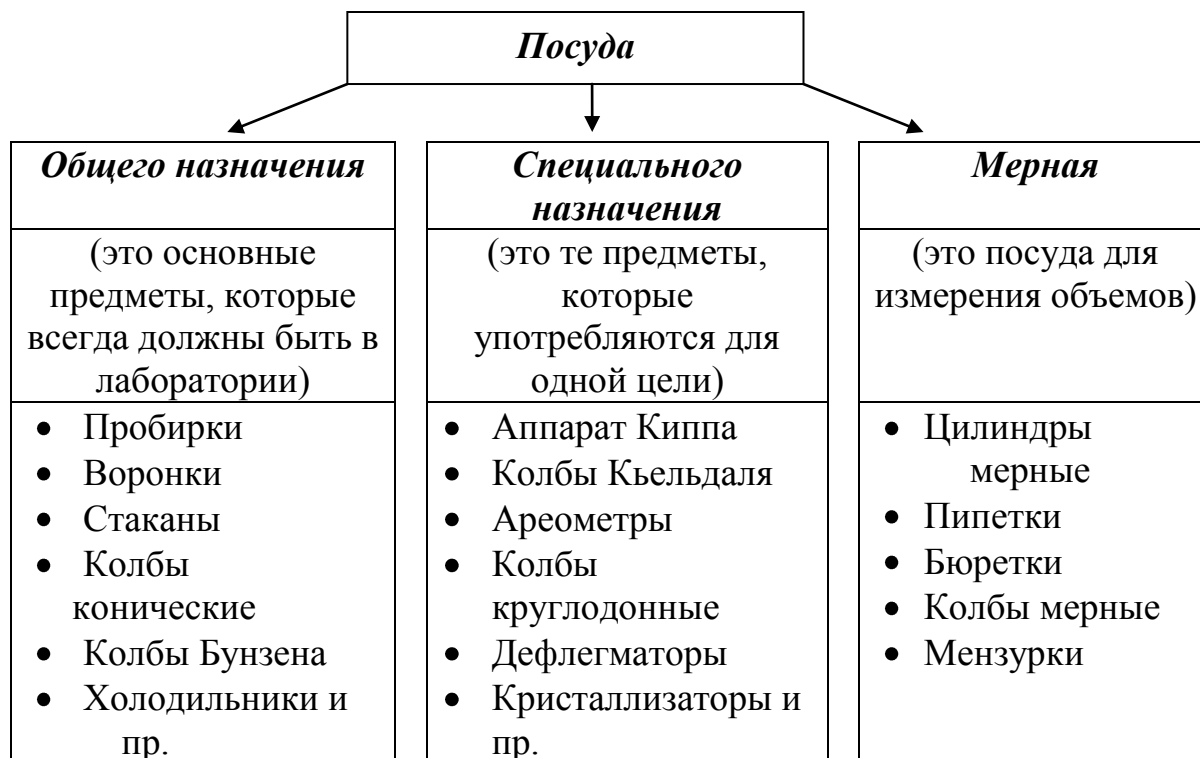 Посуда
Общего назначения
(это основные
предметы, которые
всегда должны быть в
лаборатории)
• Пробирки
• Воронки
• Стаканы
• Колбы
конические
• Колбы Бунзена
• Холодильники и
пр.
Специального
назначения
(это те предметы,
которые
употребляются для
одной цели)
• Аппарат Киппа
• Колбы Кьельдаля
• Ареометры
• Колбы
круглодонные
• Дефлегматоры
• Кристаллизаторы и
пр.
Мерная
(это посуда для
измерения объемов)
• Цилиндры
мерные
• Пипетки
• Бюретки
• Колбы мерные
• Мензурки